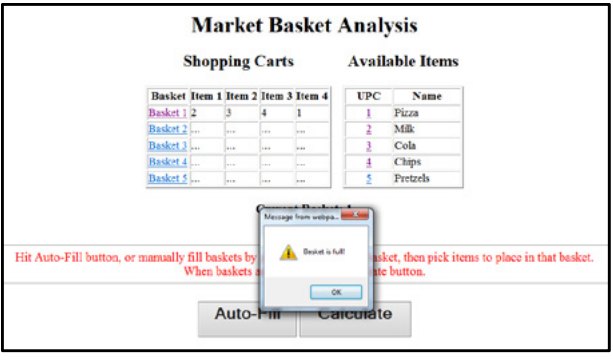 Market Basket Analysis
Shopping Carts
Available Items
Basket Item 1 Item 2 Item 3 Item 4
Basket 1 2 3 4 1
Basket 2 ... ... ... ...
Basket 3 ... ... ... ...
Basket 4 ... ... ... ...
Basket 5 ... ... ... ...
UPC Name
1 Pizza
2 Milk
3 Cola
4 Chips
5 Pretzels
Message from webpa...
Basket is full!
OK
Hit Auto-Fill button, or manually fill baskets by basket, then pick items to place in that basket.
When baskets button.
Auto-Fill Calculate